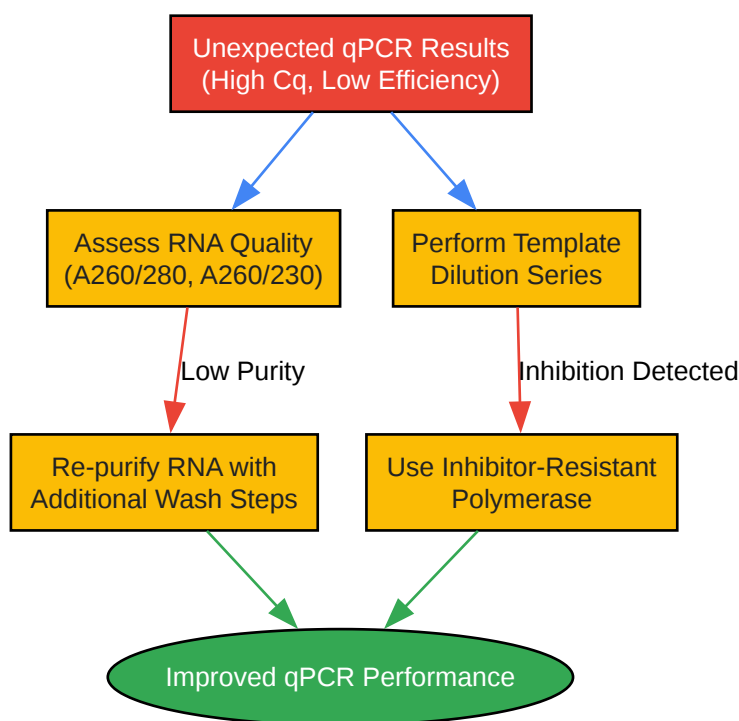 Unexpected qPCR Results
(High Cq, Low Efficiency)
Assess RNA Quality
(A260/280, A260/230)
Perform Template
Dilution Series
Low Purity
Inhibition Detected
Re-purify RNA with
Additional Wash Steps
Use Inhibitor-Resistant
Polymerase
Improved qPCR Performance